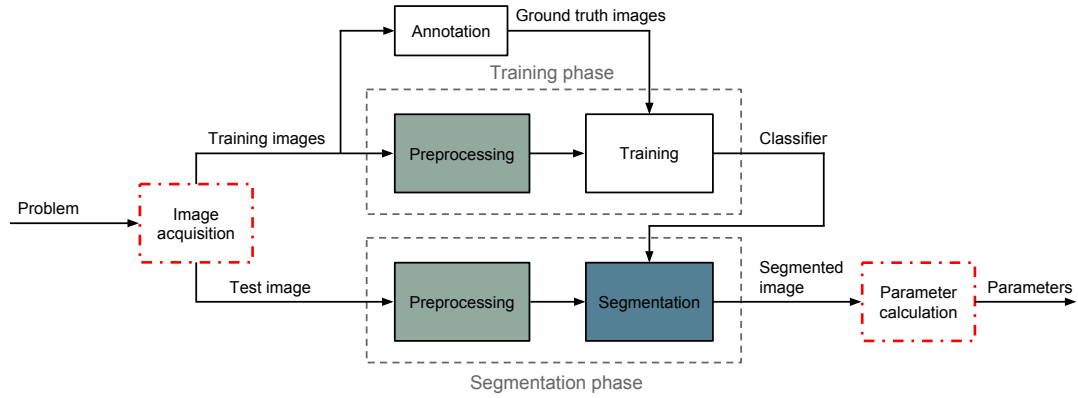 Ground truth images
Annotation
Training phase
Training images
Preprocessing
Training
Classifier
Problem
Image
acquisition
Test image
Preprocessing
Segmentation
Segmented
image
Parameter
calculation
Parameters
Segmentation phase